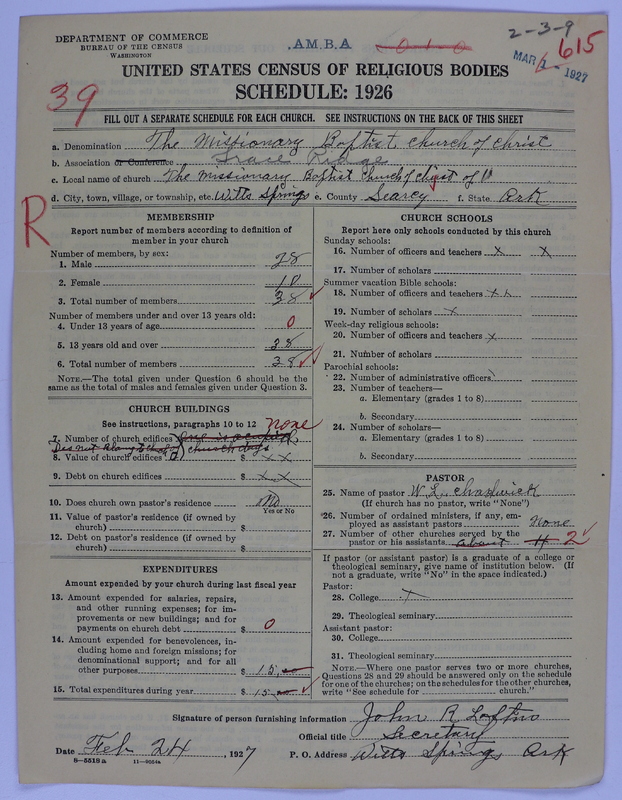 DEPARTMENT OF COMMERCE
BUREAU OF THE CENSUS
WASHINGTON
A.M.B.A
0-1-0
2-3-9
MAR 1 - 1927
615
UNITED STATES CENSUS OF RELIGIOUS BODIES
SCHEDULE: 1926
39
FILL OUT A SEPARATE SCHEDULE FOR EACH CHURCH. SEE INSTRUCTIONS ON THE BACK OF THIS SHEET
a. Denomination The Missionary Baptist church of christ
b. Association or Conference Ridge
c. Local name of church The Missionary Baptist Church of
d. City, town, village, or township, etc. Witts Springs e. County Searcy f. State Ark
R
MEMBERSHIP
Report number of members according to definition of
member in your church
Number of members, by sex:
1. Male 28
2. Female 10
3. Total number of members 38
Number of members under and over 13 years old:
4. Under 13 years of age 0
5. 13 years old and over 38
6. Total number of members 38
NOTE.—The total given under Question 6 should be the
same as the total of males and females given under Question 3.
CHURCH BUILDINGS
See instructions, paragraphs 10 to 12 none
7. Number of church edifices one is occupied
Does not belong to church
8. Value of church edifices $ x x
9. Debt on church edifices $ x x
10. Does church own pastor's residence No
Yes or No
11. Value of pastor's residence (if owned by
church) $
12. Debt on pastor's residence (if owned by
church) $
EXPENDITURES
Amount expended by your church during last fiscal year
13. Amount expended for salaries, repairs,
and other running expenses; for im-
provements or new buildings; and for
payments on church debt $ 0
14. Amount expended for benevolences, in-
cluding home and foreign missions; for
denominational support; and for all
other purposes $ 15
15. Total expenditures during year $ 15
CHURCH SCHOOLS
Report here only schools conducted by this church
Sunday schools:
16. Number of officers and teachers x x
17. Number of scholars
Summer vacation Bible schools:
18. Number of officers and teachers x x
19. Number of scholars x
Week-day religious schools:
20. Number of officers and teachers x
21. Number of scholars
Parochial schools:
22. Number of administrative officers
23. Number of teachers—
a. Elementary (grades 1 to 8)
b. Secondary
24. Number of scholars—
a. Elementary (grades 1 to 8)
b. Secondary
PASTOR
25. Name of pastor W. L. Chadwick
(If church has no pastor, write "None")
26. Number of ordained ministers, if any, em-
ployed as assistant pastors None
27. Number of other churches served by the
pastor or his assistants about 4 2
If pastor (or assistant pastor) is a graduate of a college or
theological seminary, give name of institution below. (If
not a graduate, write "No" in the space indicated.)
Pastor:
28. College x
29. Theological seminary
Assistant pastor:
30. College
31. Theological seminary
NOTE.—Where one pastor serves two or more churches,
Questions 28 and 29 should be answered only on the schedule
for one of the churches; on the schedules for the other churches,
write "See schedule for church."
Signature of person furnishing information John R Loftis
Official title Secretary
Date Feb 24, 1927 P. O. Address Witts Springs Ark
8—5518a 11—9054a